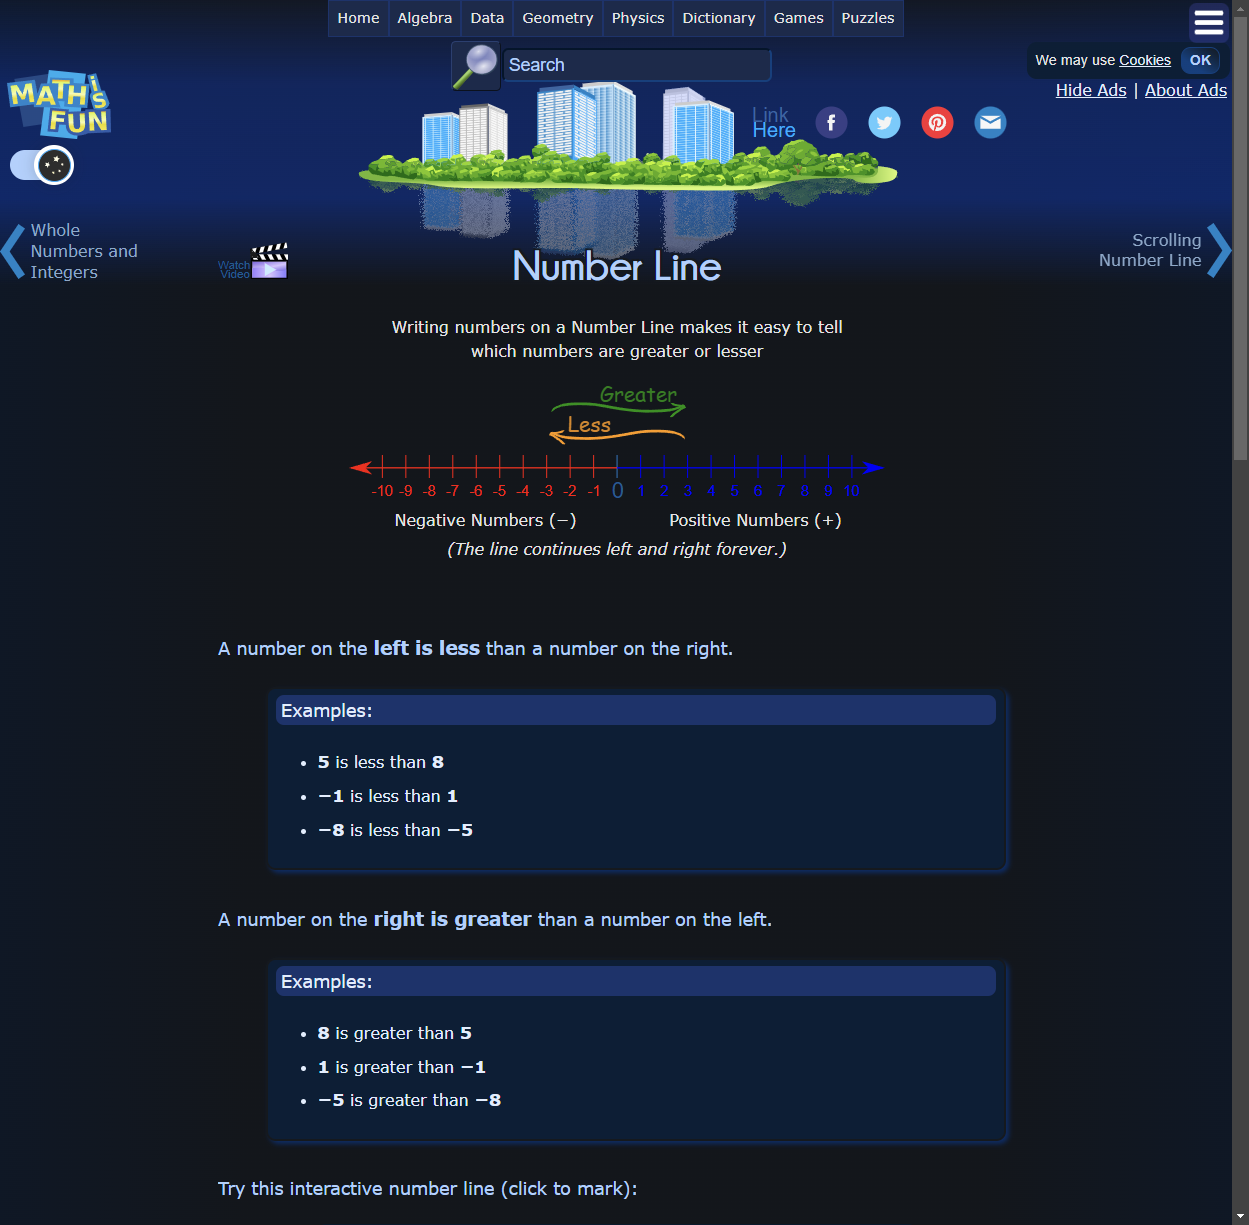 Home Algebra Data Geometry Physics Dictionary Games Puzzles
Search
We may use Cookies OK
Hide Ads | About Ads
MATH is FUN
Link
Here
Whole
Numbers and
Integers
Watch
Video
Number Line
Scrolling
Number Line
Writing numbers on a Number Line makes it easy to tell
which numbers are greater or lesser
Greater
Less
-10 -9 -8 -7 -6 -5 -4 -3 -2 -1 0 1 2 3 4 5 6 7 8 9 10
Negative Numbers (−) Positive Numbers (+)
(The line continues left and right forever.)
A number on the left is less than a number on the right.
Examples:
• 5 is less than 8
• −1 is less than 1
• −8 is less than −5
A number on the right is greater than a number on the left.
Examples:
• 8 is greater than 5
• 1 is greater than −1
• −5 is greater than −8
Try this interactive number line (click to mark):